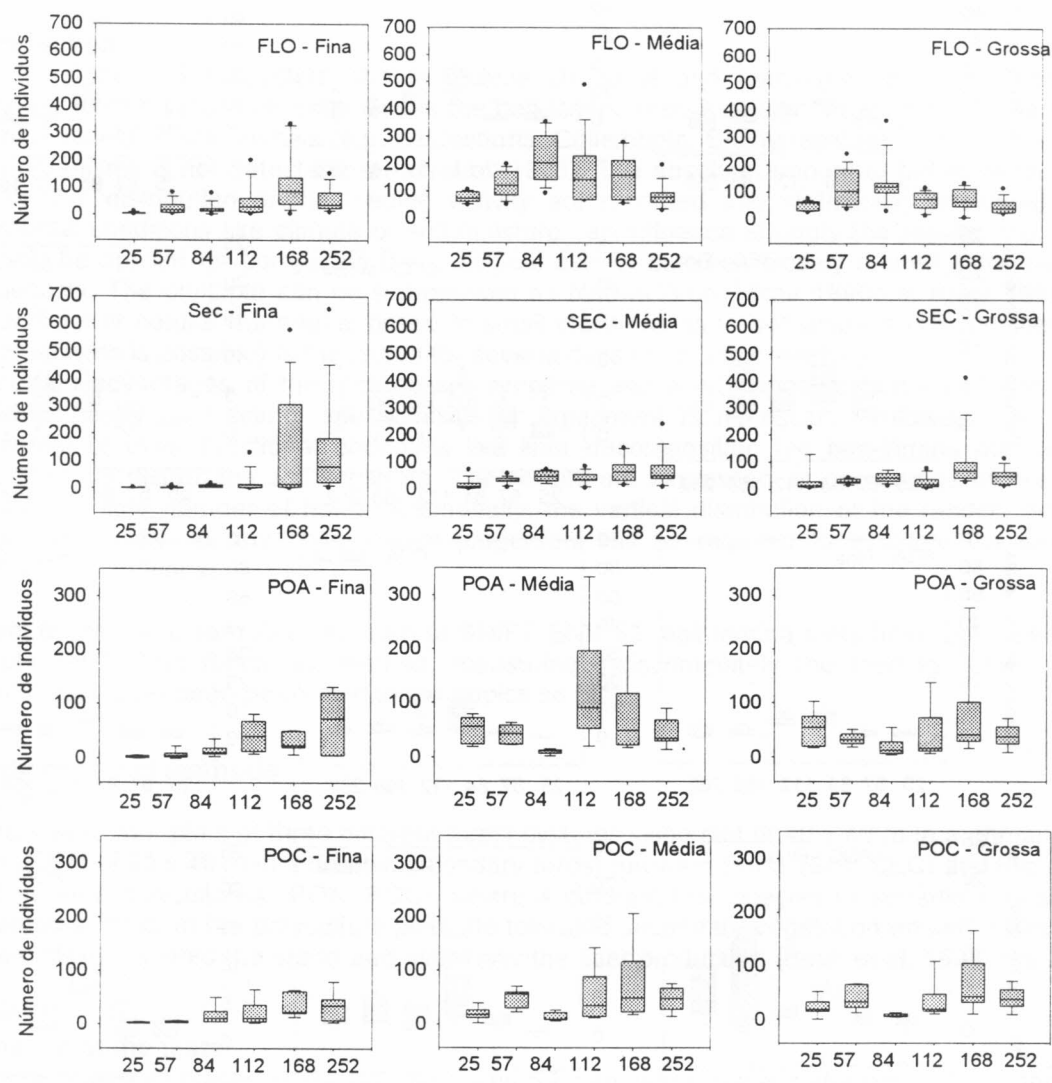 700
600
500
400
300
200
100
0
Número de indivíduos
FLO - Fina
25 57 84 112 168 252
700
600
500
400
300
200
100
0
FLO - Média
25 57 84 112 168 252
700
600
500
400
300
200
100
0
FLO - Grossa
25 57 84 112 168 252
700
600
500
400
300
200
100
0
Número de indivíduos
Sec - Fina
25 57 84 112 168 252
700
600
500
400
300
200
100
0
SEC - Média
25 57 84 112 168 252
700
600
500
400
300
200
100
0
SEC - Grossa
25 57 84 112 168 252
300
200
100
0
Número de indivíduos
POA - Fina
25 57 84 112 168 252
300
200
100
0
POA - Média
25 57 84 112 168 252
300
200
100
0
POA - Grossa
25 57 84 112 168 252
300
200
100
0
Número de indivíduos
POC - Fina
25 57 84 112 168 252
300
200
100
0
POC - Média
25 57 84 112 168 252
300
200
100
0
POC - Grossa
25 57 84 112 168 252